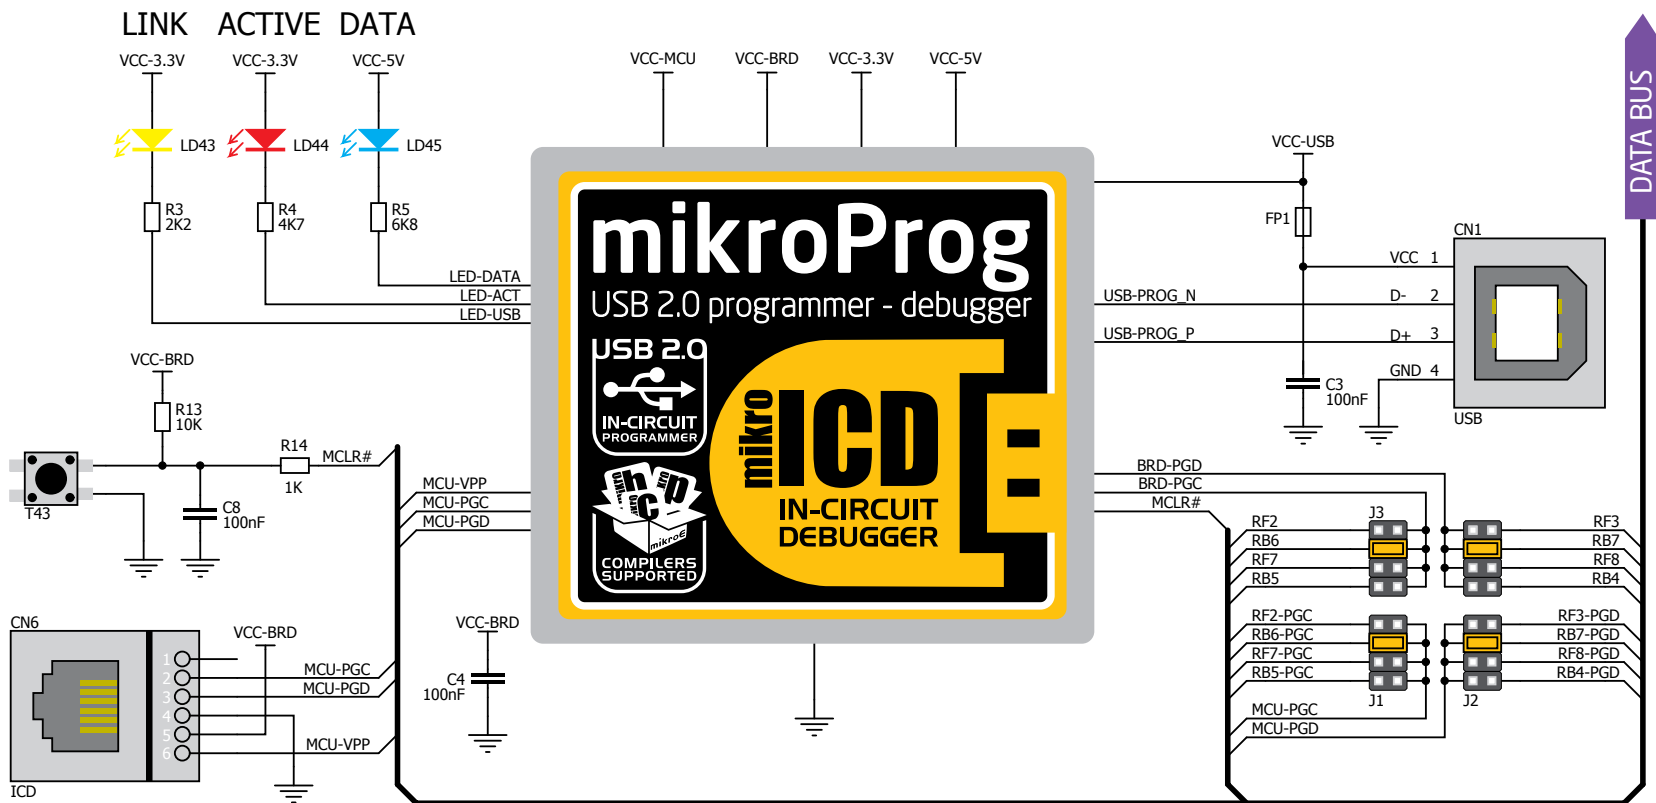 LINK ACTIVE DATA
VCC-3.3V VCC-3.3V VCC-5V
LD43 LD44 LD45
R3 2K2
R4 4K7
R5 6K8
LED-DATA
LED-ACT
LED-USB
VCC-MCU VCC-BRD VCC-3.3V VCC-5V
mikroProg
USB 2.0 programmer - debugger
USB 2.0
IN-CIRCUIT
PROGRAMMER
mikro
ICD
IN-CIRCUIT
DEBUGGER
mikroE
COMPILERS
SUPPORTED
VCC-USB
FP1
CN1
VCC 1
USB-PROG_N D- 2
USB-PROG_P D+ 3
GND 4
USB
C3
100nF
DATA BUS
VCC-BRD
R13
10K
R14
1K
MCLR#
T43
C8
100nF
MCU-VPP
MCU-PGC
MCU-PGD
CN6
VCC-BRD
1
2
3
4
5
6
MCU-PGC
MCU-PGD
MCU-VPP
ICD
VCC-BRD
C4
100nF
BRD-PGD
BRD-PGC
MCLR#
J3
RF2 RF3
RB6 RB7
RF7 RF8
RB5 RB4
RF2-PGC RF3-PGD
RB6-PGC RB7-PGD
RF7-PGC RF8-PGD
RB5-PGC RB4-PGD
J1 J2
MCU-PGC
MCU-PGD